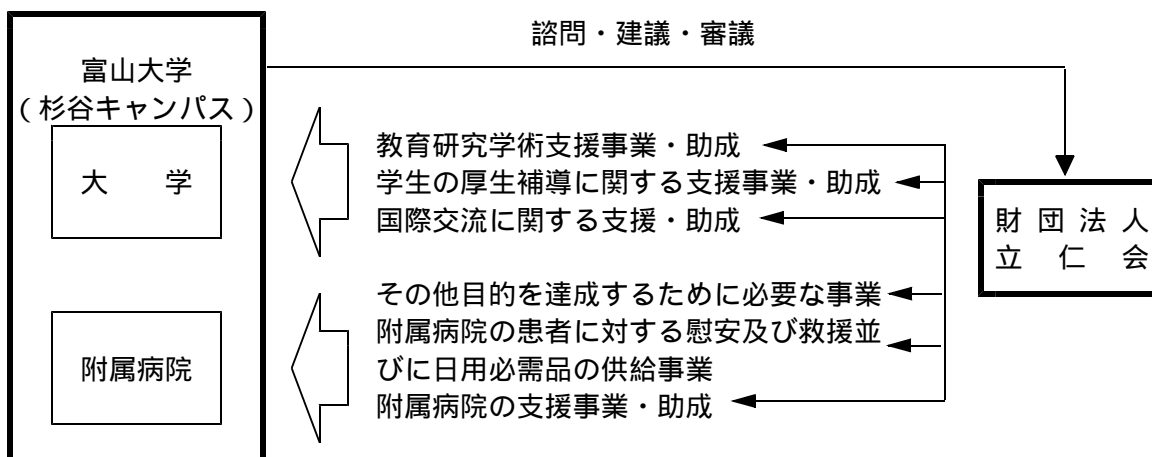 諮問・建議・審議
富山大学
(杉谷キャンパス)
大　学
附属病院
教育研究学術支援事業・助成
学生の厚生補導に関する支援事業・助成
国際交流に関する支援・助成
その他目的を達成するために必要な事業
附属病院の患者に対する慰安及び救援並
びに日用必需品の供給事業
附属病院の支援事業・助成
財団法人
立仁会